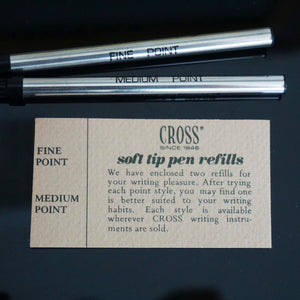 FINE POINT
MEDIUM POINT
CROSS®
SINCE 1846
soft tip pen refills
FINE
POINT
MEDIUM
POINT
We have enclosed two refills for
your writing pleasure. After trying
each point style, you may find one
is better suited to your writing
habits. Each style is available
wherever CROSS writing instru-
ments are sold.